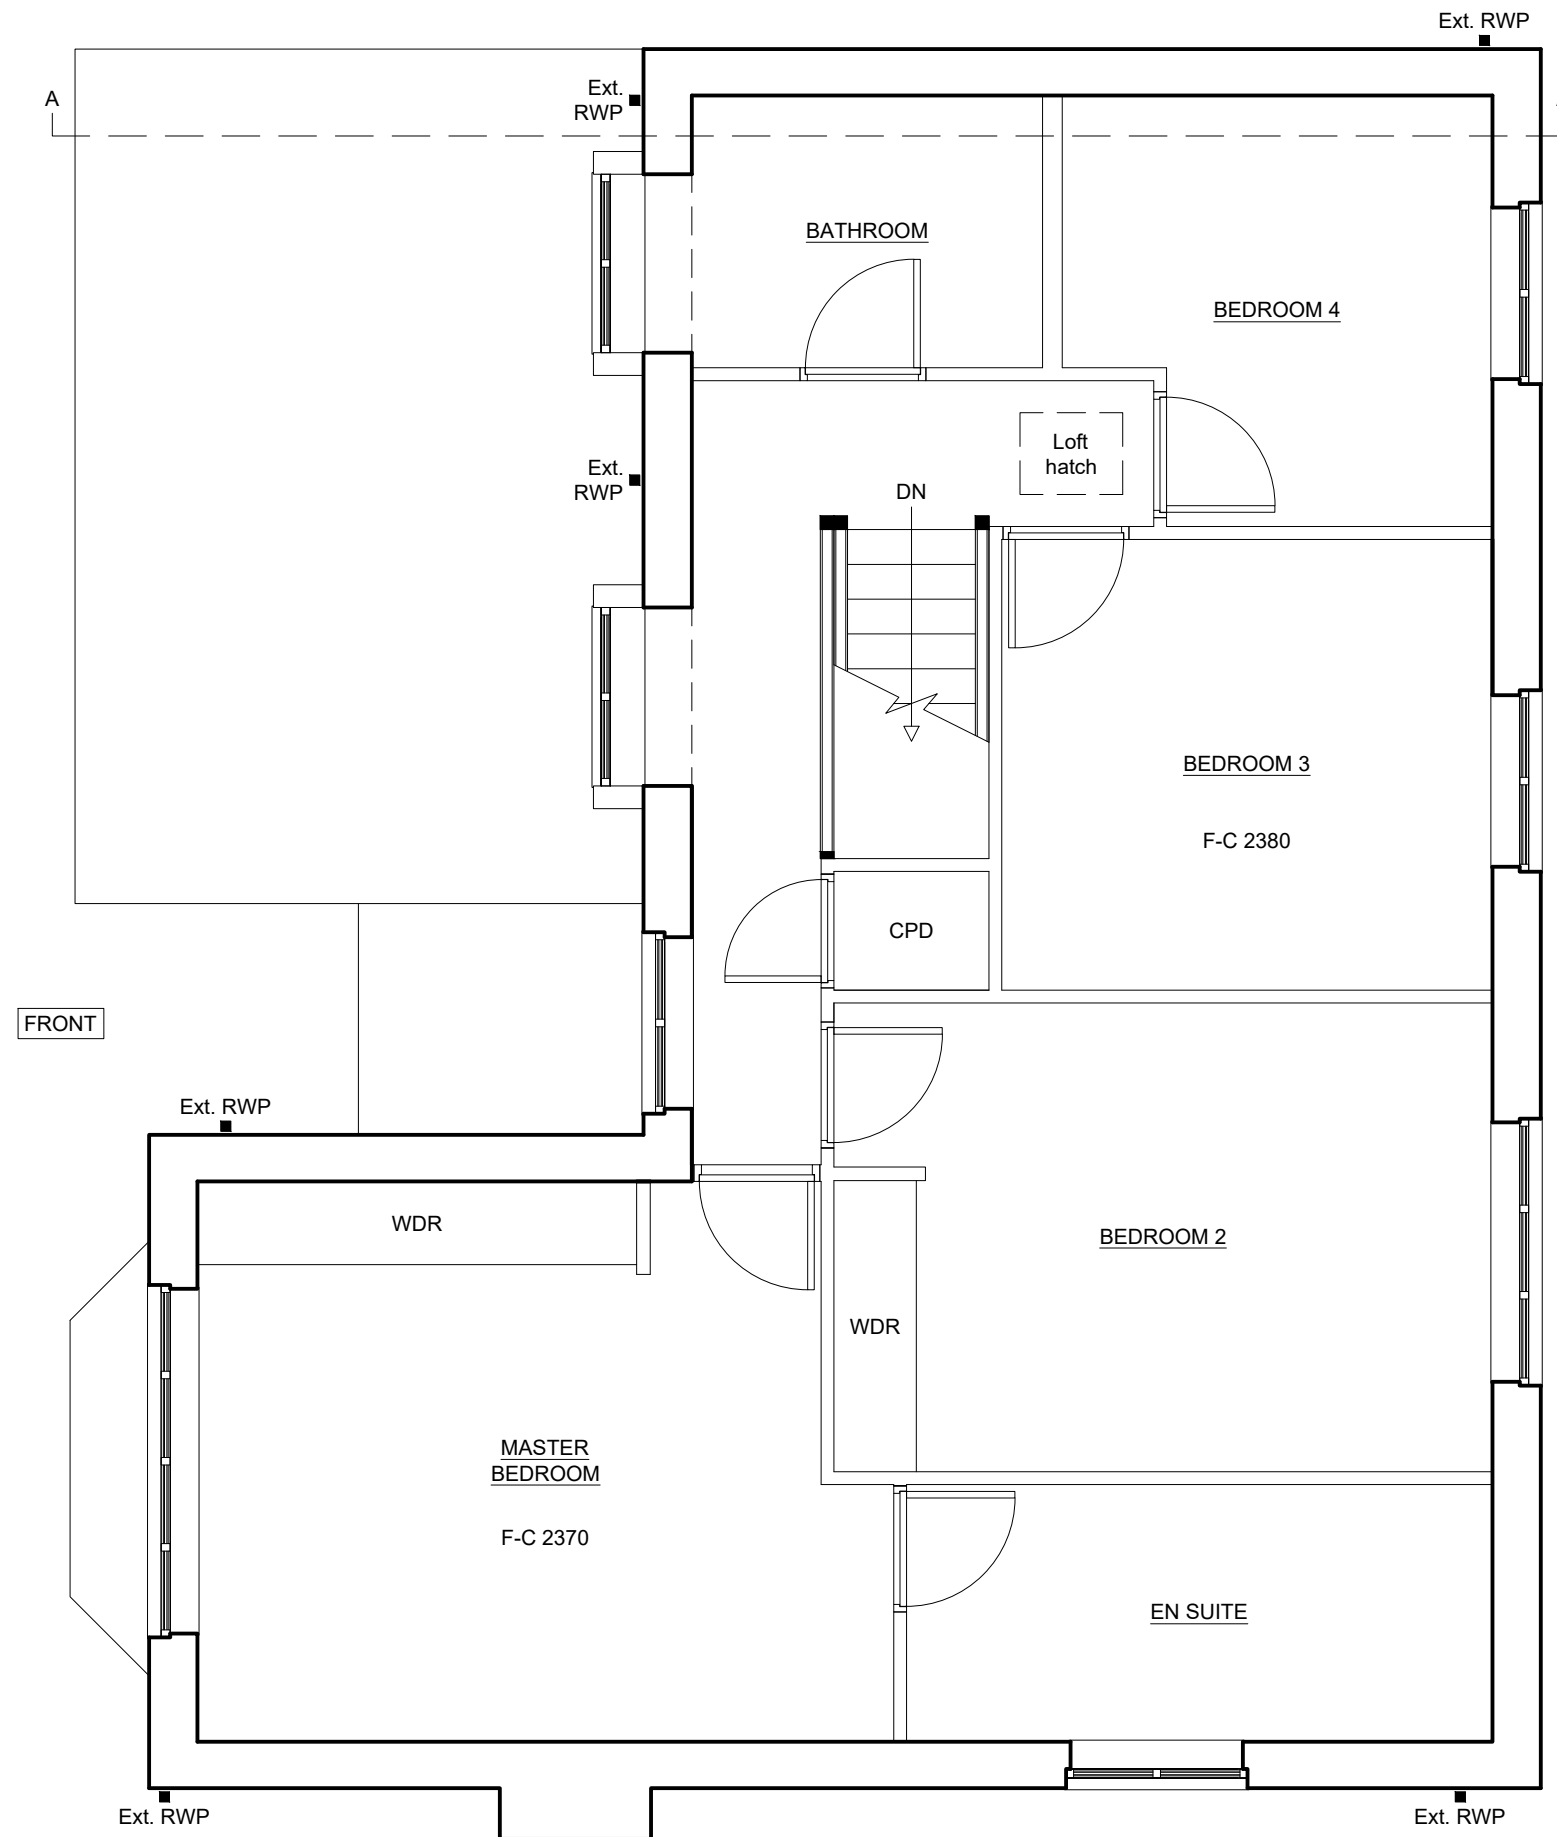 Ext. RWP
A
Ext.
RWP
BATHROOM
BEDROOM 4
Loft
hatch
Ext.
RWP
DN
BEDROOM 3
F-C 2380
CPD
FRONT
Ext. RWP
WDR
BEDROOM 2
WDR
MASTER
BEDROOM
F-C 2370
EN SUITE
Ext. RWP
Ext. RWP